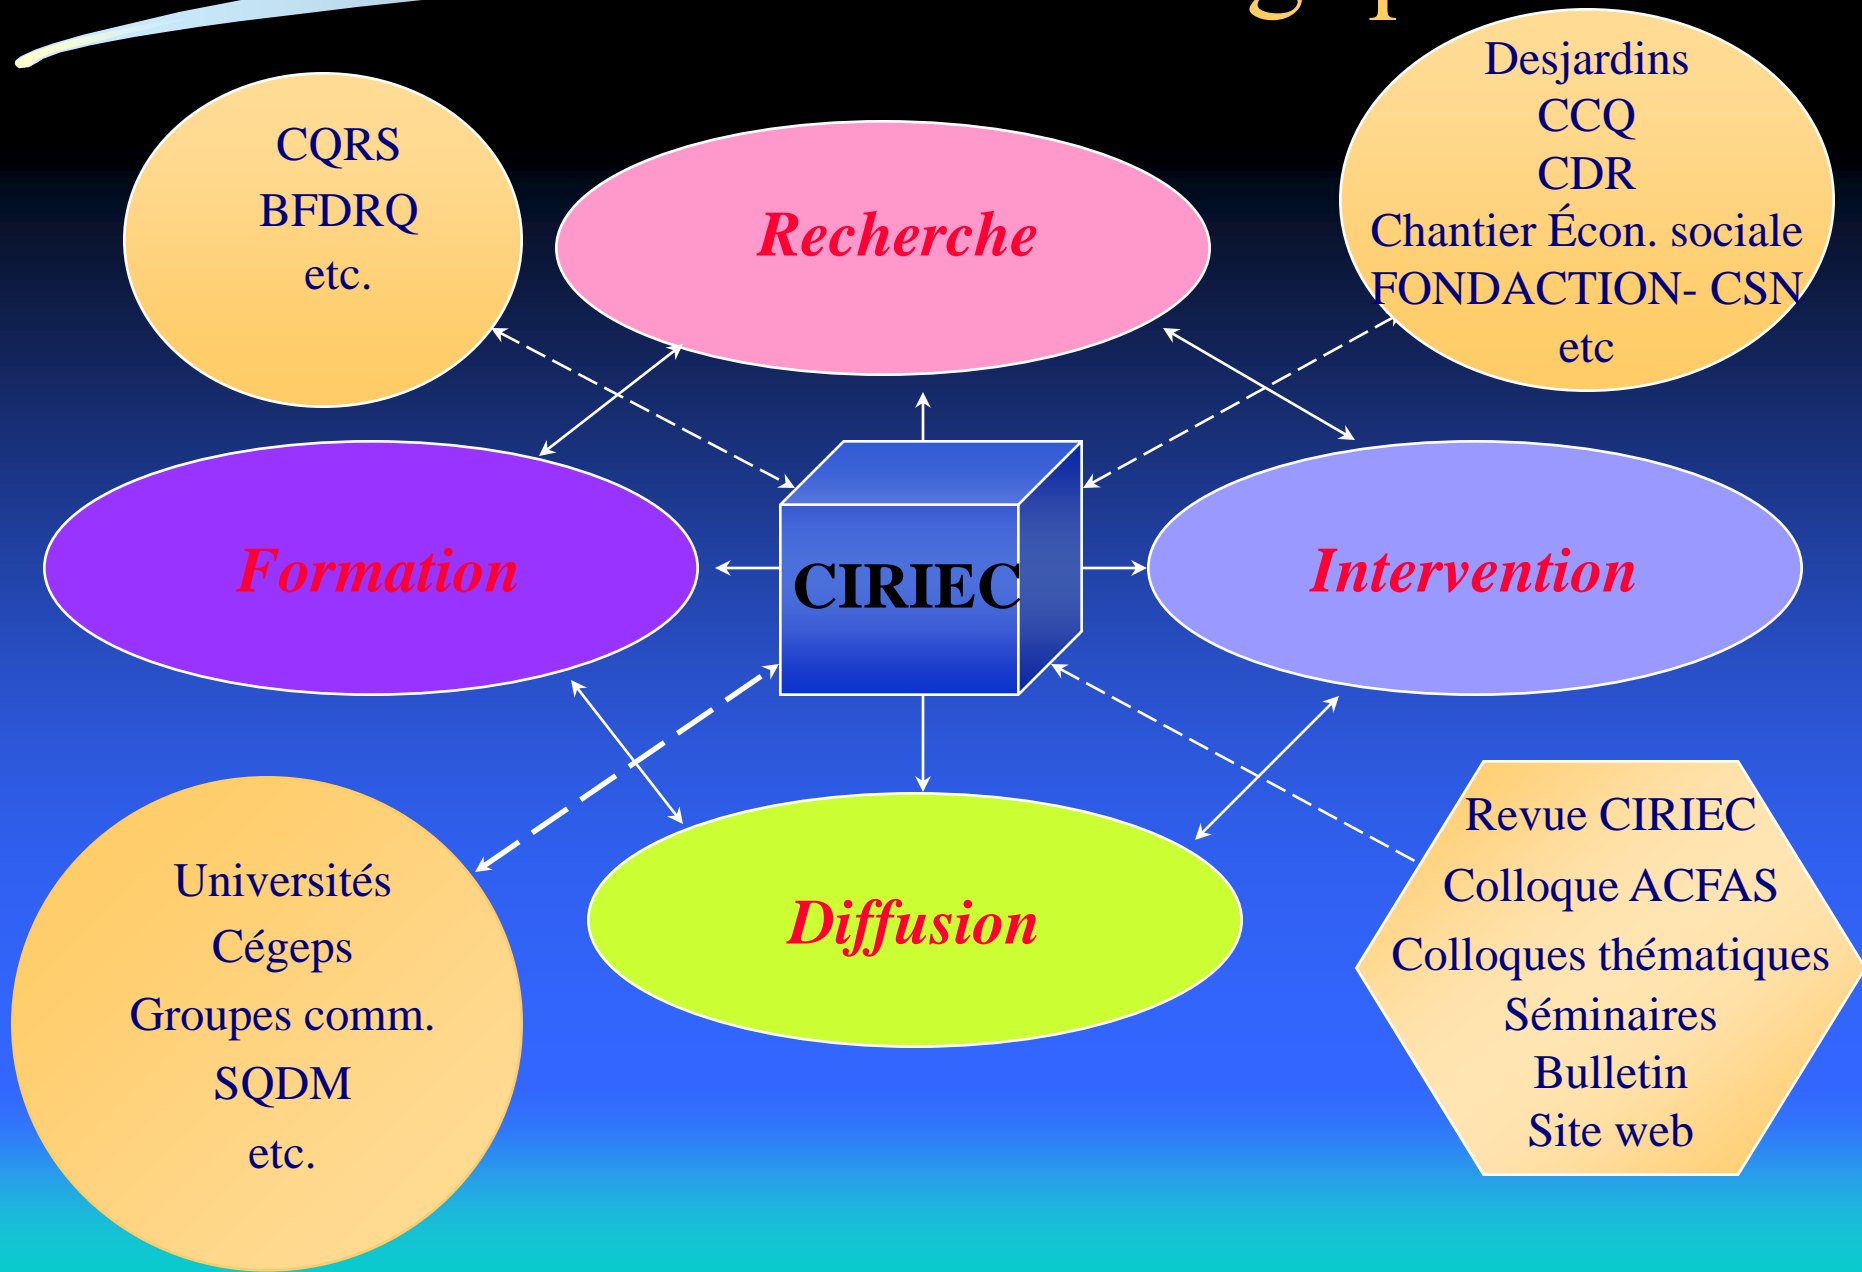 CQRS
BFDRQ
etc.
Recherche
Desjardins
CCQ
CDR
Chantier Écon. sociale
FONDACTION- CSN
etc
Formation
CIRIEC
Intervention
Universités
Cégeps
Groupes comm.
SQDM
etc.
Diffusion
Revue CIRIEC
Colloque ACFAS
Colloques thématiques
Séminaires
Bulletin
Site web